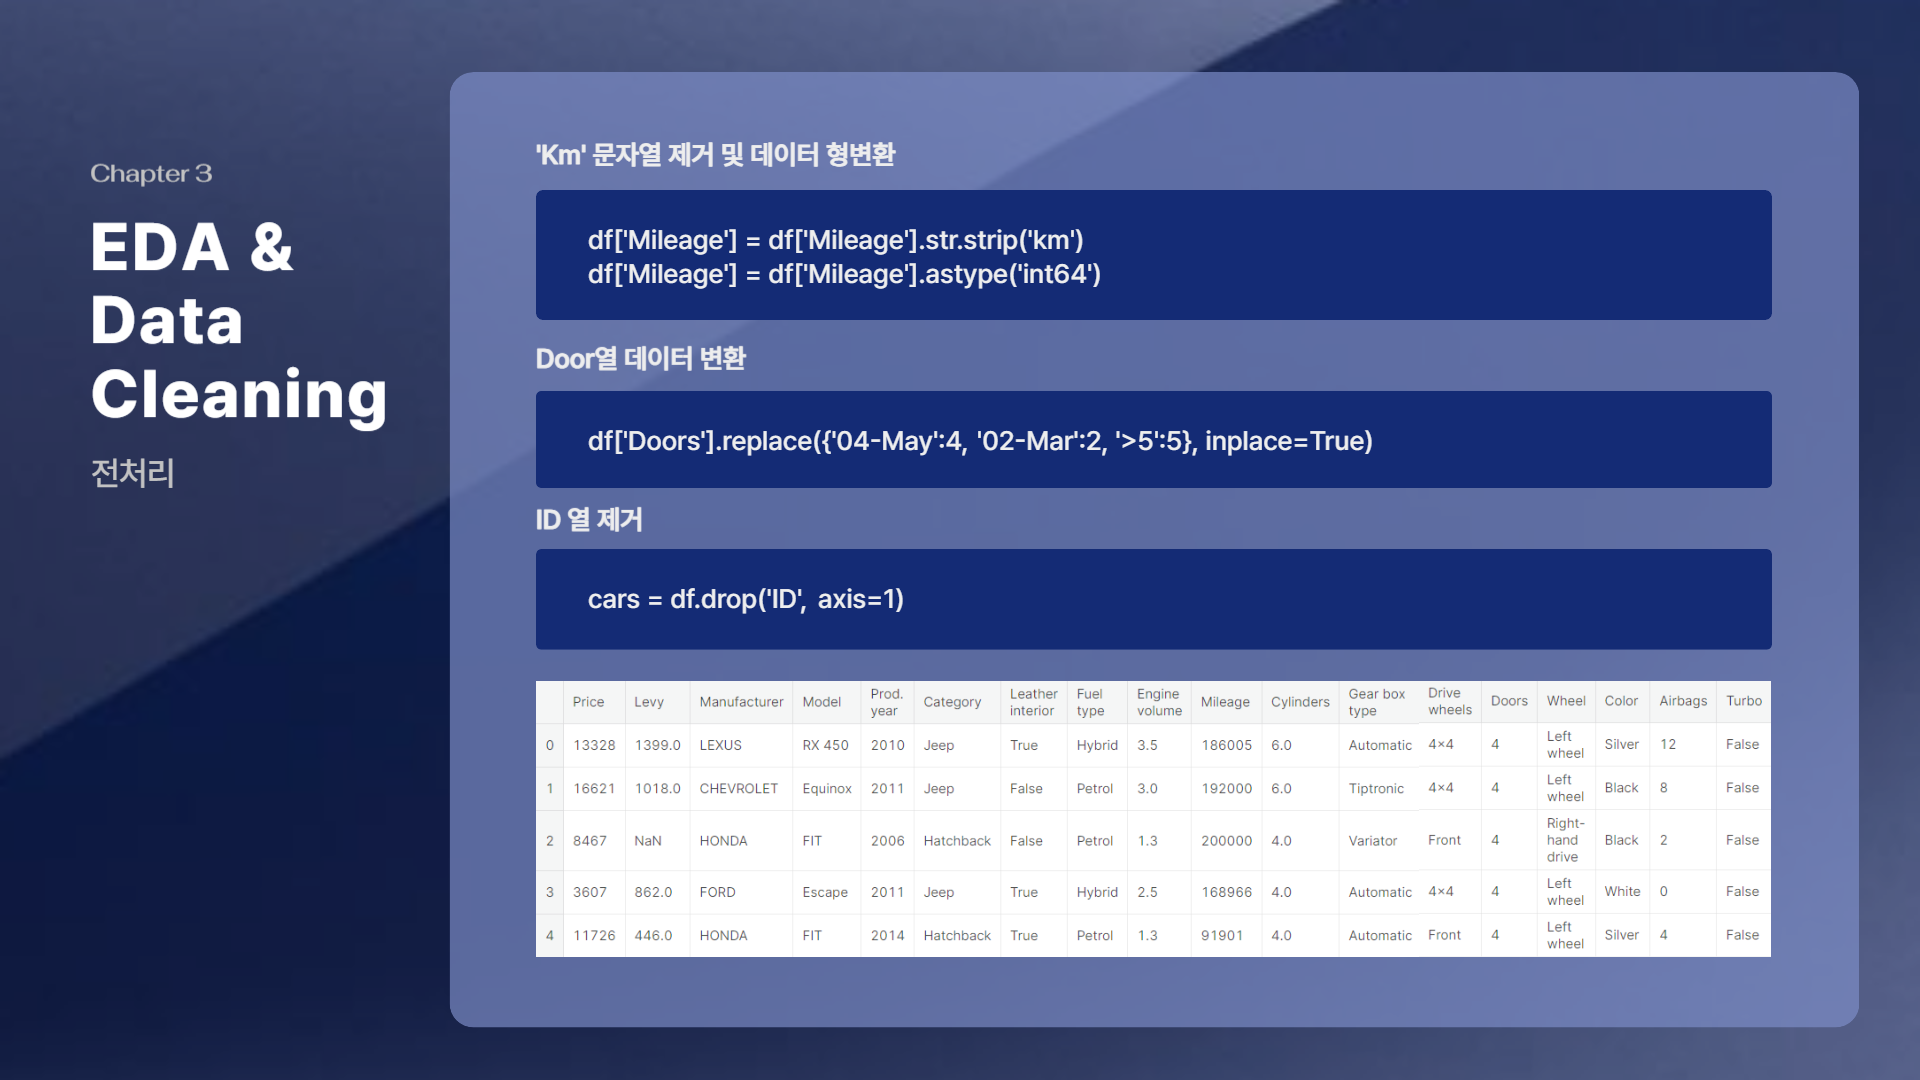 Chapter 3
EDA &
Data
Cleaning
전처리
'Km' 문자열 제거 및 데이터 형변환
df['Mileage'] = df['Mileage'].str.strip('km')
df['Mileage'] = df['Mileage'].astype('int64')
Door열 데이터 변환
df['Doors'].replace({'04-May':4, '02-Mar':2, '>5':5}, inplace=True)
ID 열 제거
cars = df.drop('ID', axis=1)
Price Levy Manufacturer Model Prod. year Category Leather interior Fuel type Engine volume Mileage Cylinders Gear box type Drive wheels Doors Wheel Color Airbags Turbo
0 13328 1399.0 LEXUS RX 450 2010 Jeep True Hybrid 3.5 186005 6.0 Automatic 4×4 4 Left wheel Silver 12 False
1 16621 1018.0 CHEVROLET Equinox 2011 Jeep False Petrol 3.0 192000 6.0 Tiptronic 4×4 4 Left wheel Black 8 False
2 8467 NaN HONDA FIT 2006 Hatchback False Petrol 1.3 200000 4.0 Variator Front 4 Right-hand drive Black 2 False
3 3607 862.0 FORD Escape 2011 Jeep True Hybrid 2.5 168966 4.0 Automatic 4×4 4 Left wheel White 0 False
4 11726 446.0 HONDA FIT 2014 Hatchback True Petrol 1.3 91901 4.0 Automatic Front 4 Left wheel Silver 4 False